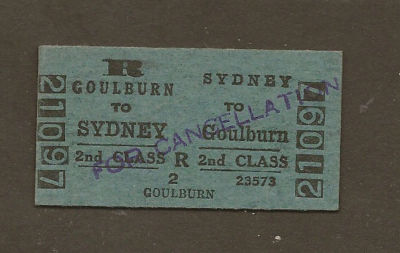 R
GOULBURN
TO
SYDNEY
2nd CLASS
SYDNEY
TO
Goulburn
2nd CLASS
R
2
23573
GOULBURN
21097
21097
FOR CANCELLATION